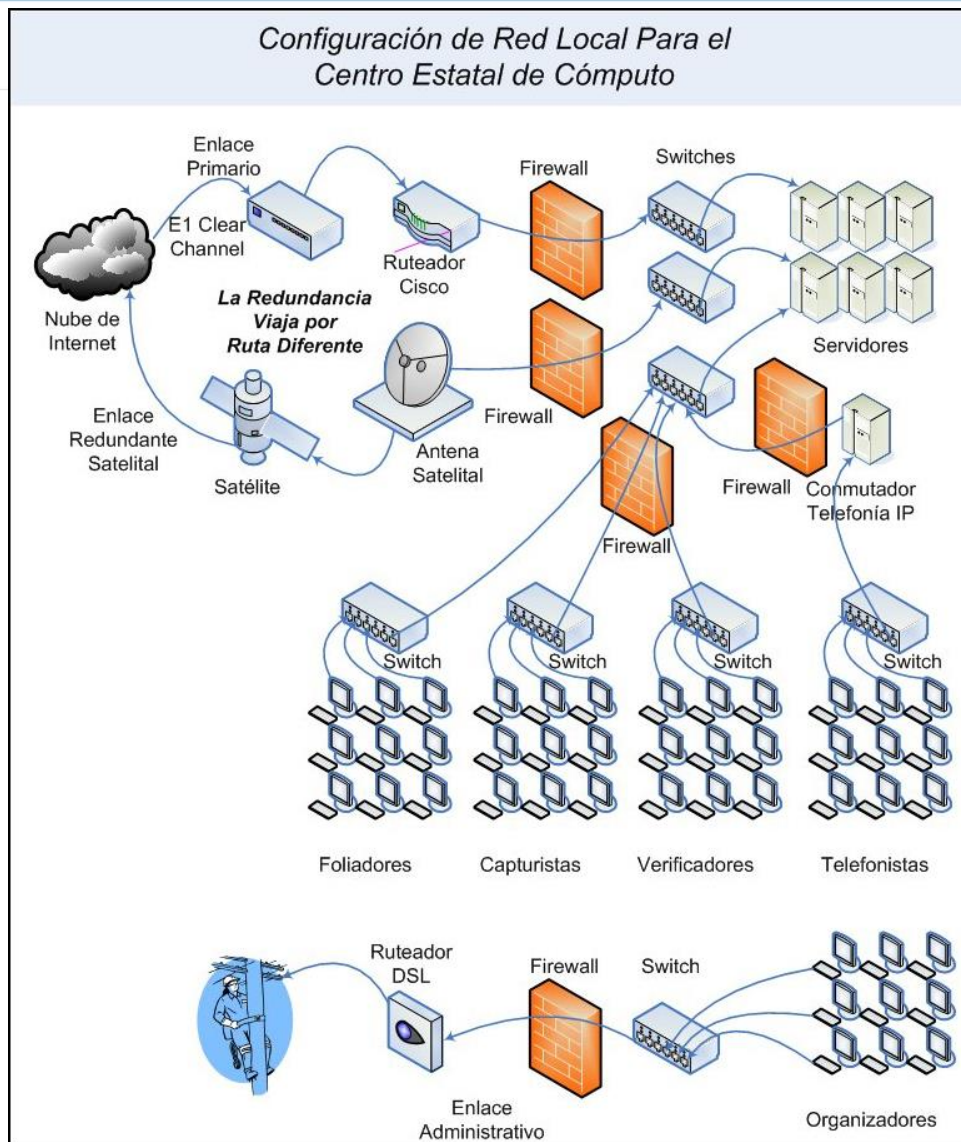 Configuración de Red Local Para el
Centro Estatal de Cómputo
Enlace
Primario
Firewall
Switches
E1 Clear
Channel
Ruteador
Cisco
Nube de
Internet
La Redundancia
Viaja por
Ruta Diferente
Servidores
Enlace
Redundante
Satelital
Firewall
Satélite
Antena
Satelital
Firewall
Conmutador
Telefonía IP
Firewall
Switch
Switch
Switch
Switch
Foliadores
Capturistas
Verificadores
Telefonistas
Ruteador
DSL
Firewall
Switch
Enlace
Administrativo
Organizadores